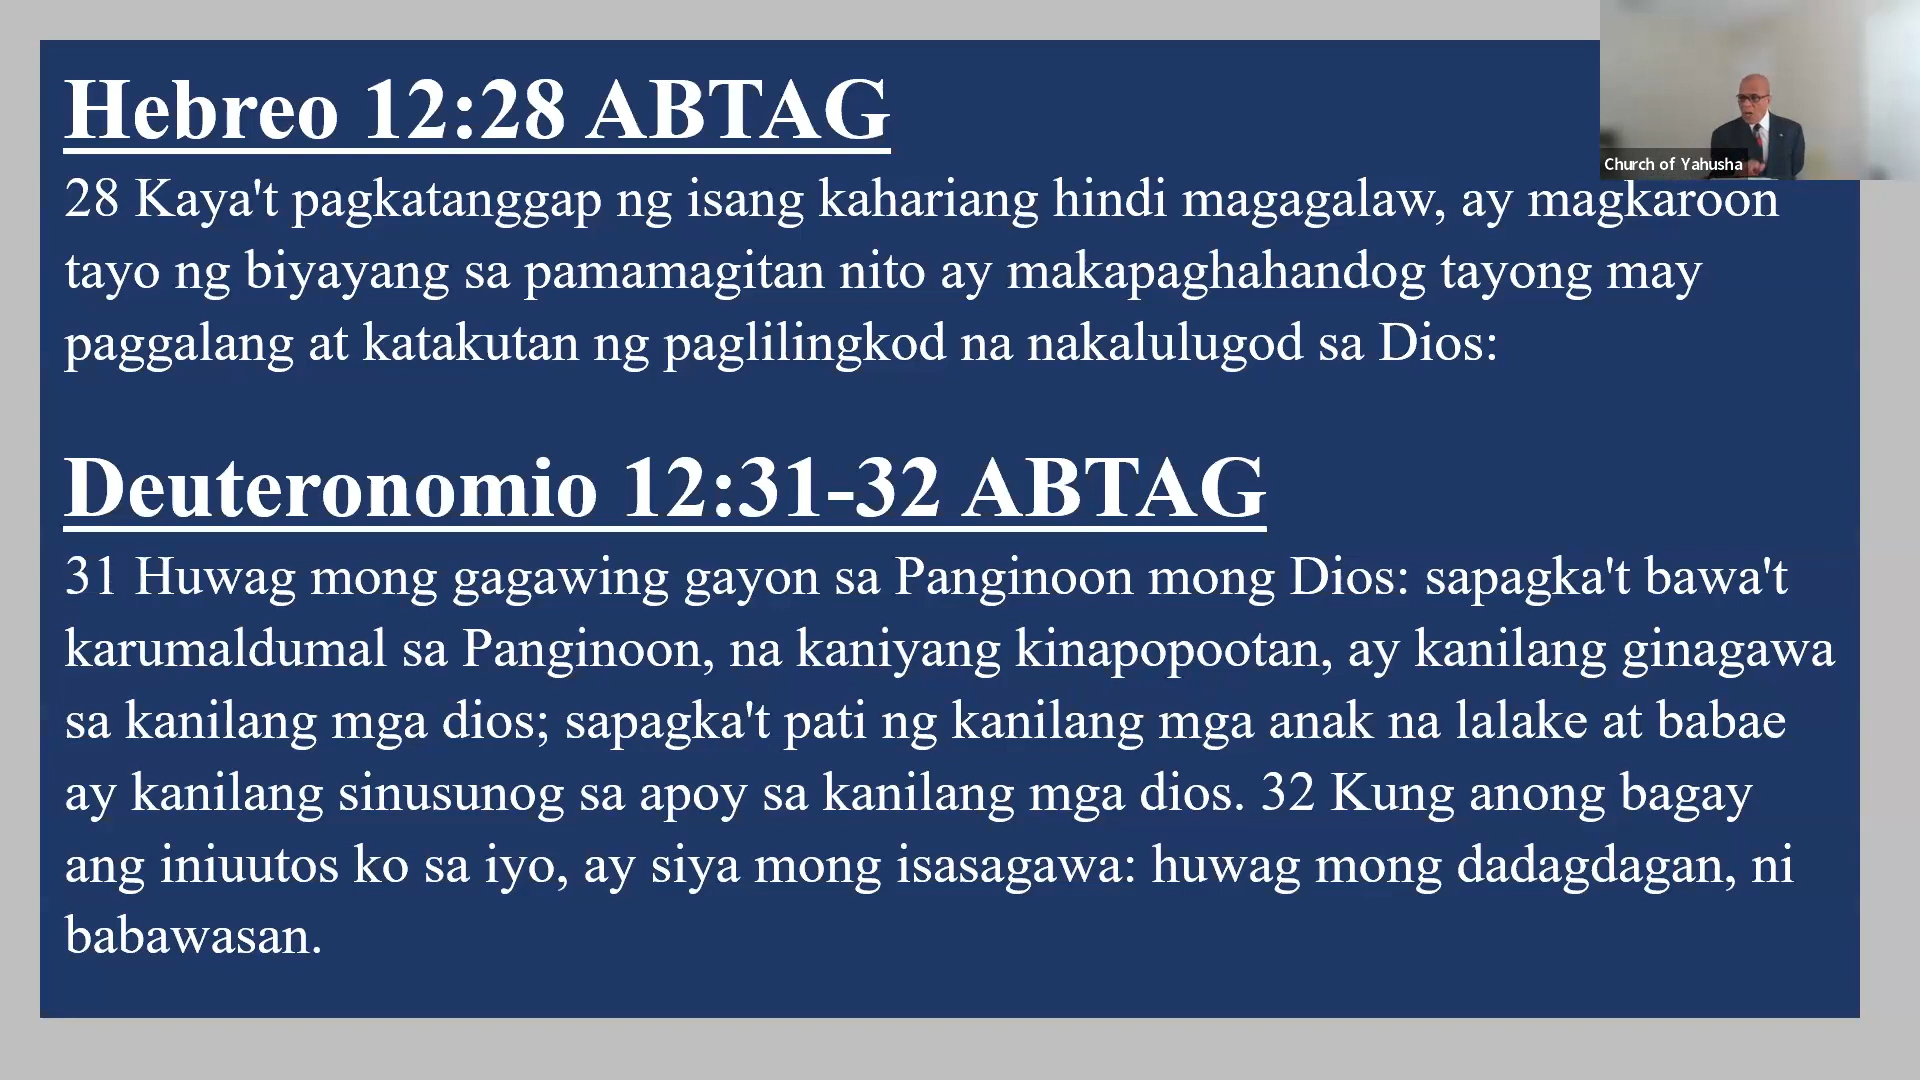 Hebreo 12:28 ABTAG
Church of Yahusha
28 Kaya't pagkatanggap ng isang kahariang hindi magagalaw, ay magkaroon
tayo ng biyayang sa pamamagitan nito ay makapaghahandog tayong may
paggalang at katakutan ng paglilingkod na nakalulugod sa Dios:
Deuteronomio 12:31-32 ABTAG
31 Huwag mong gagawing gayon sa Panginoon mong Dios: sapagka't bawa't
karumaldumal sa Panginoon, na kaniyang kinapopootan, ay kanilang ginagawa
sa kanilang mga dios; sapagka't pati ng kanilang mga anak na lalake at babae
ay kanilang sinusunog sa apoy sa kanilang mga dios. 32 Kung anong bagay
ang iniuutos ko sa iyo, ay siya mong isasagawa: huwag mong dadagdagan, ni
babawasan.